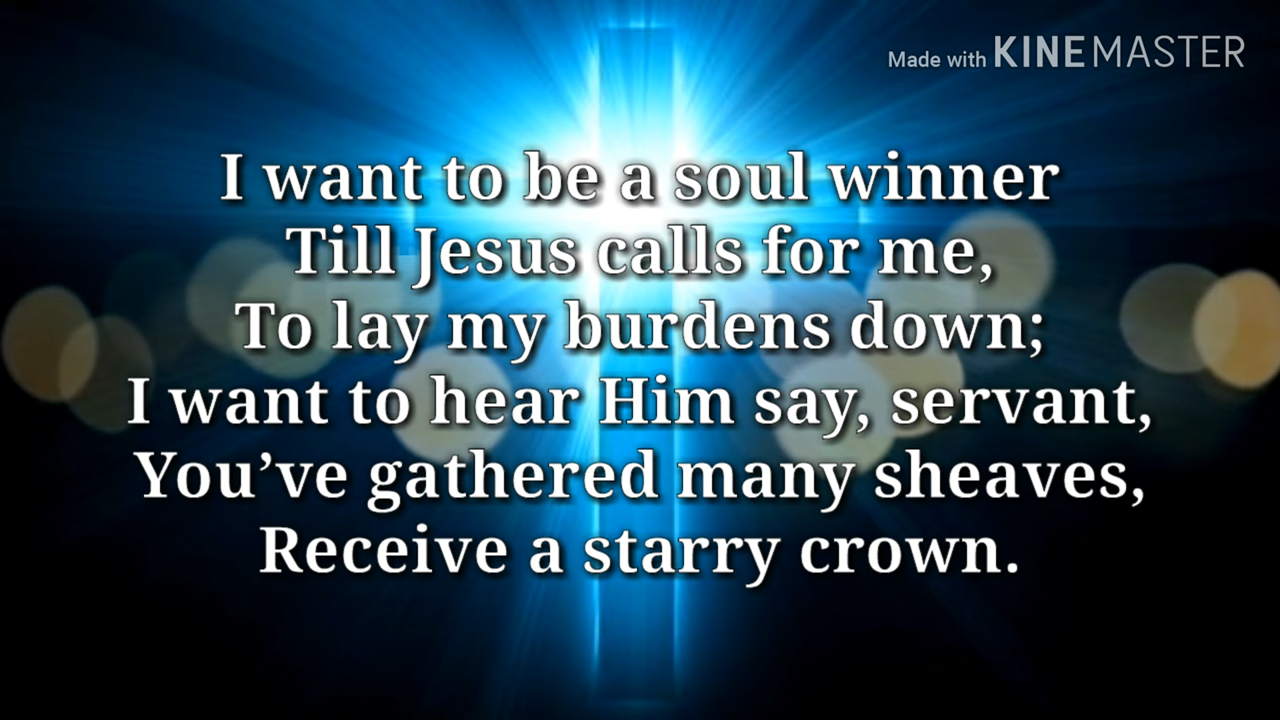 Made with KINEMASTER
I want to be a soul winner
Till Jesus calls for me,
To lay my burdens down;
I want to hear Him say, servant,
You’ve gathered many sheaves,
Receive a starry crown.